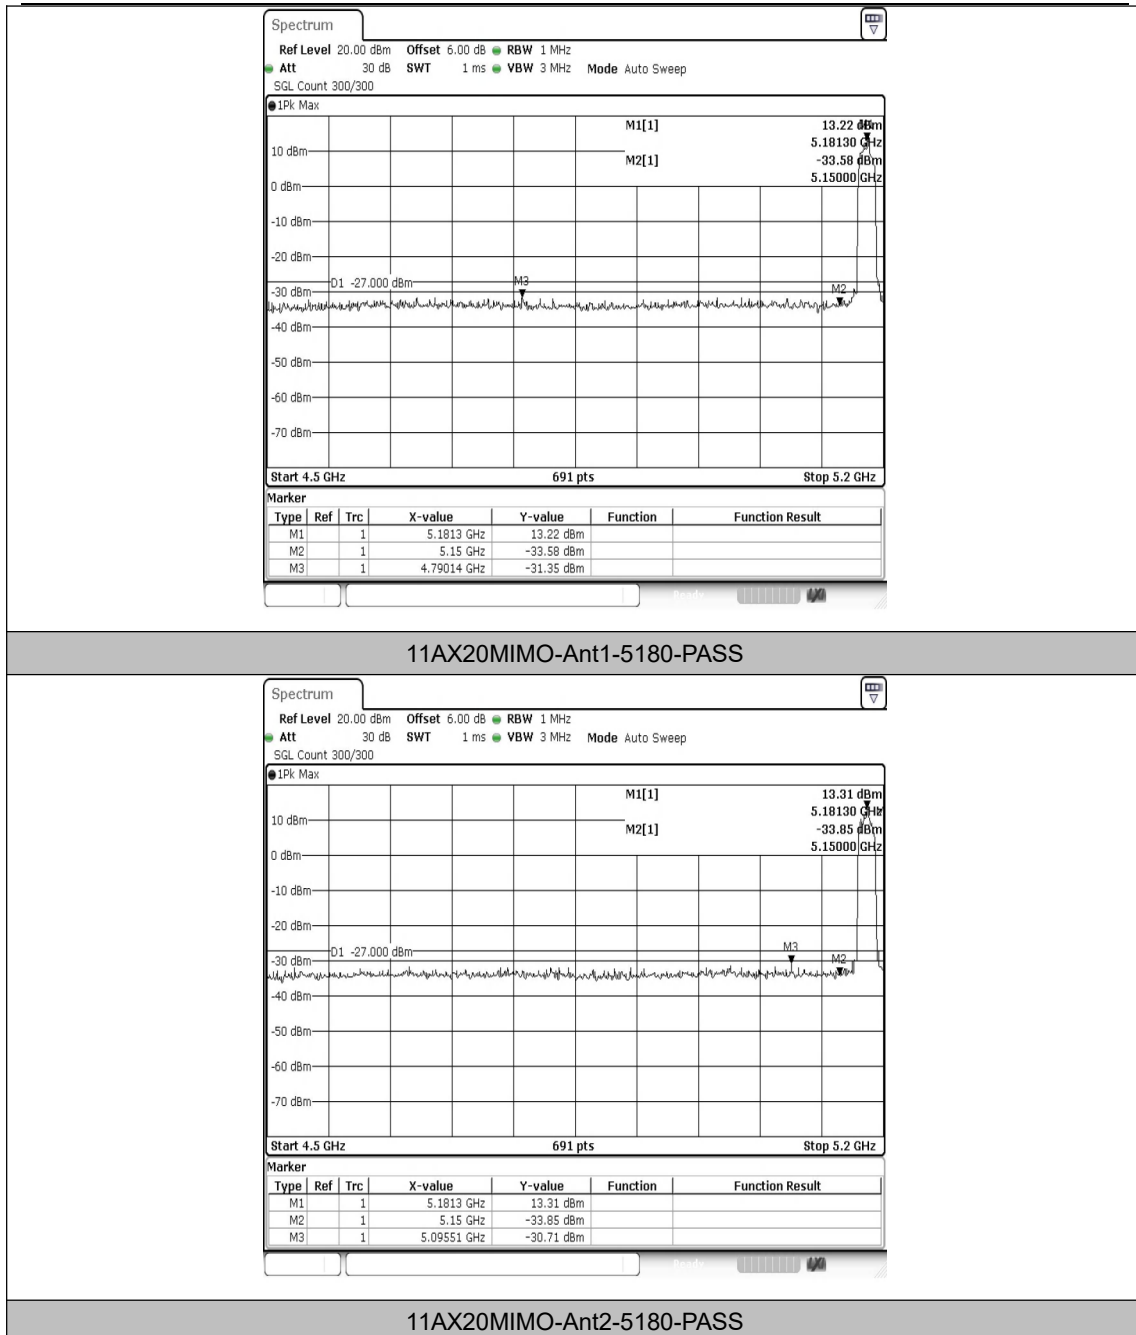 Spectrum
Ref Level 20.00 dBm Offset 6.00 dB RBW 1 MHz
Att 30 dB SWT 1 ms VBW 3 MHz Mode Auto Sweep
SGL Count 300/300
1Pk Max
M1[1] 13.22 dBm
5.18130 GHz
10 dBm
M2[1] -33.58 dBm
5.15000 GHz
0 dBm
-10 dBm
-20 dBm
D1 -27.000 dBm
M3
M2
-30 dBm
-40 dBm
-50 dBm
-60 dBm
-70 dBm
Start 4.5 GHz 691 pts Stop 5.2 GHz
Marker
Type Ref Trc X-value Y-value Function Function Result
M1 1 5.1813 GHz 13.22 dBm
M2 1 5.15 GHz -33.58 dBm
M3 1 4.79014 GHz -31.35 dBm
Ready
11AX20MIMO-Ant1-5180-PASS
Spectrum
Ref Level 20.00 dBm Offset 6.00 dB RBW 1 MHz
Att 30 dB SWT 1 ms VBW 3 MHz Mode Auto Sweep
SGL Count 300/300
1Pk Max
M1[1] 13.31 dBm
5.18130 GHz
10 dBm
M2[1] -33.85 dBm
5.15000 GHz
0 dBm
-10 dBm
-20 dBm
D1 -27.000 dBm
M3
M2
-30 dBm
-40 dBm
-50 dBm
-60 dBm
-70 dBm
Start 4.5 GHz 691 pts Stop 5.2 GHz
Marker
Type Ref Trc X-value Y-value Function Function Result
M1 1 5.1813 GHz 13.31 dBm
M2 1 5.15 GHz -33.85 dBm
M3 1 5.09551 GHz -30.71 dBm
Ready
11AX20MIMO-Ant2-5180-PASS